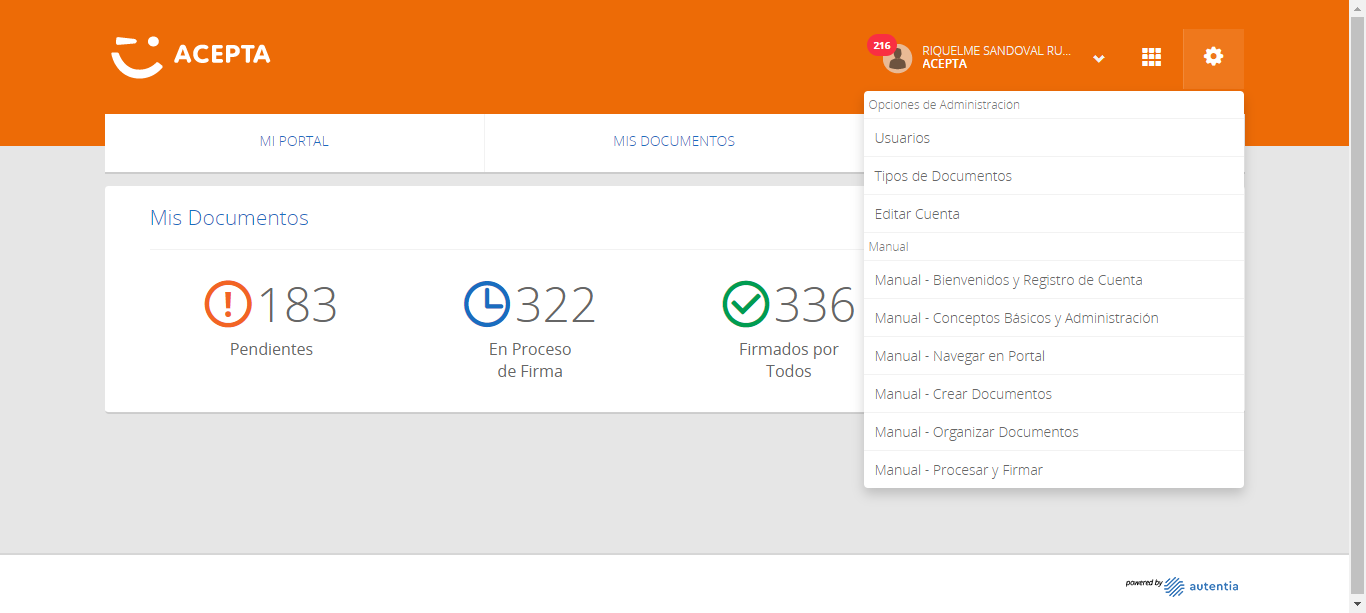 ACEPTA
216
RIQUELME SANDOVAL RU...
ACEPTA
MI PORTAL
MIS DOCUMENTOS
Opciones de Administración
Usuarios
Tipos de Documentos
Editar Cuenta
Manual
Manual - Bienvenidos y Registro de Cuenta
Manual - Conceptos Básicos y Administración
Manual - Navegar en Portal
Manual - Crear Documentos
Manual - Organizar Documentos
Manual - Procesar y Firmar
Mis Documentos
183
Pendientes
322
En Proceso
de Firma
336
Firmados por
Todos
powered by autentia